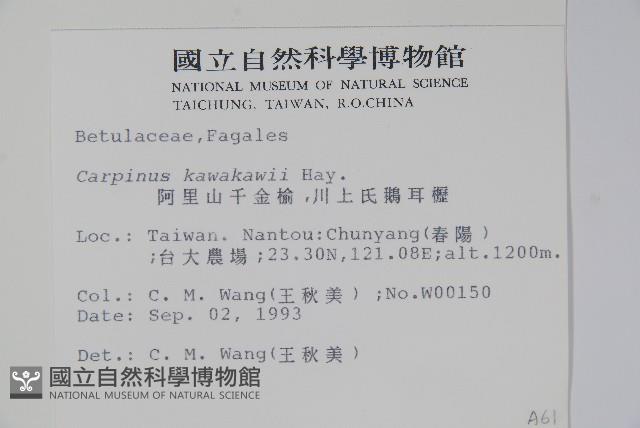 國立自然科學博物館
NATIONAL MUSEUM OF NATURAL SCIENCE
TAICHUNG, TAIWAN, R.O.CHINA
Betulaceae,Fagales
Carpinus kawakawii Hay.
阿里山千金榆,川上氏鵝耳櫪
Loc.: Taiwan. Nantou:Chunyang(春陽)
;台大農場;23.30N,121.08E;alt.1200m.
Col.: C. M. Wang(王秋美) ;No.W00150
Date: Sep. 02, 1993
Det.: C. M. Wang(王秋美)
國立自然科學博物館
NATIONAL MUSEUM OF NATURAL SCIENCE
A61